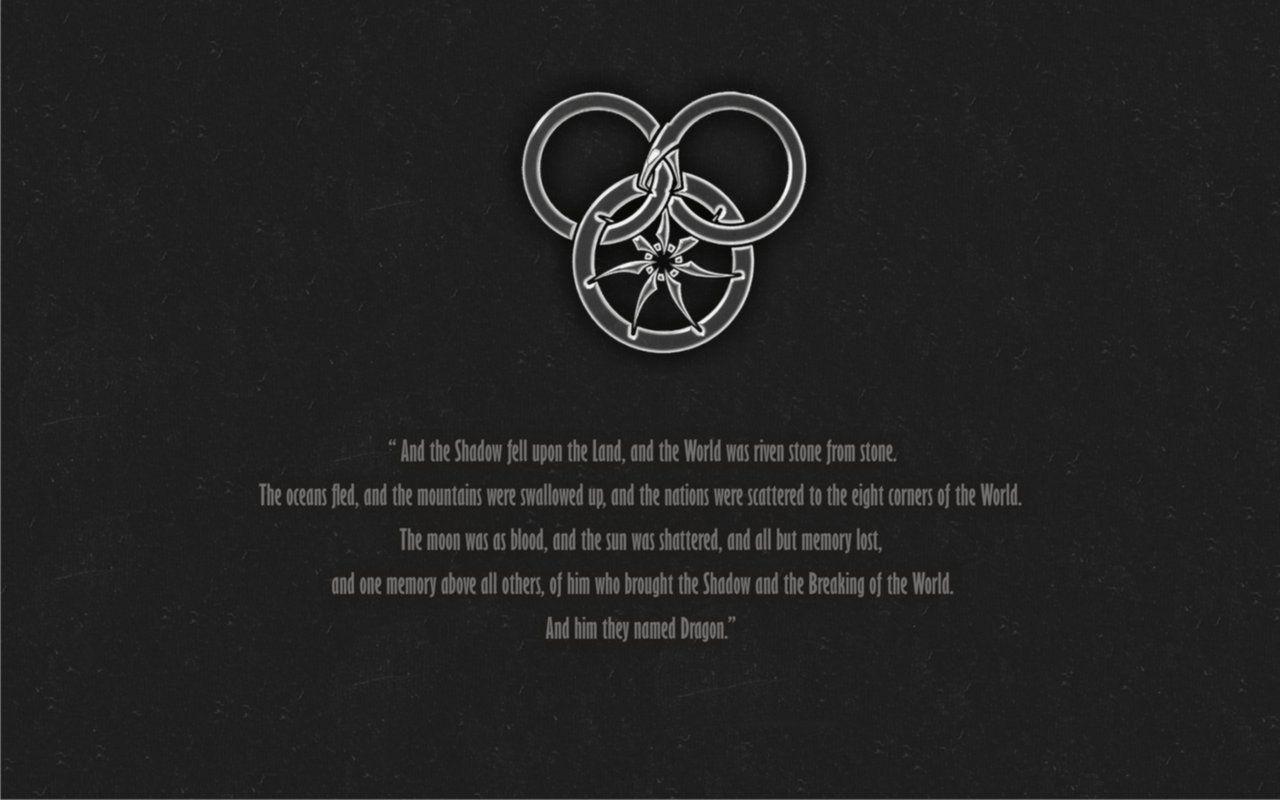 “ And the Shadow fell upon the Land, and the World was riven stone from stone.
The oceans fled, and the mountains were swallowed up, and the nations were scattered to the eight corners of the World.
The moon was as blood, and the sun was shattered, and all but memory lost,
and one memory above all others, of him who brought the Shadow and the Breaking of the World.
And him they named Dragon.”